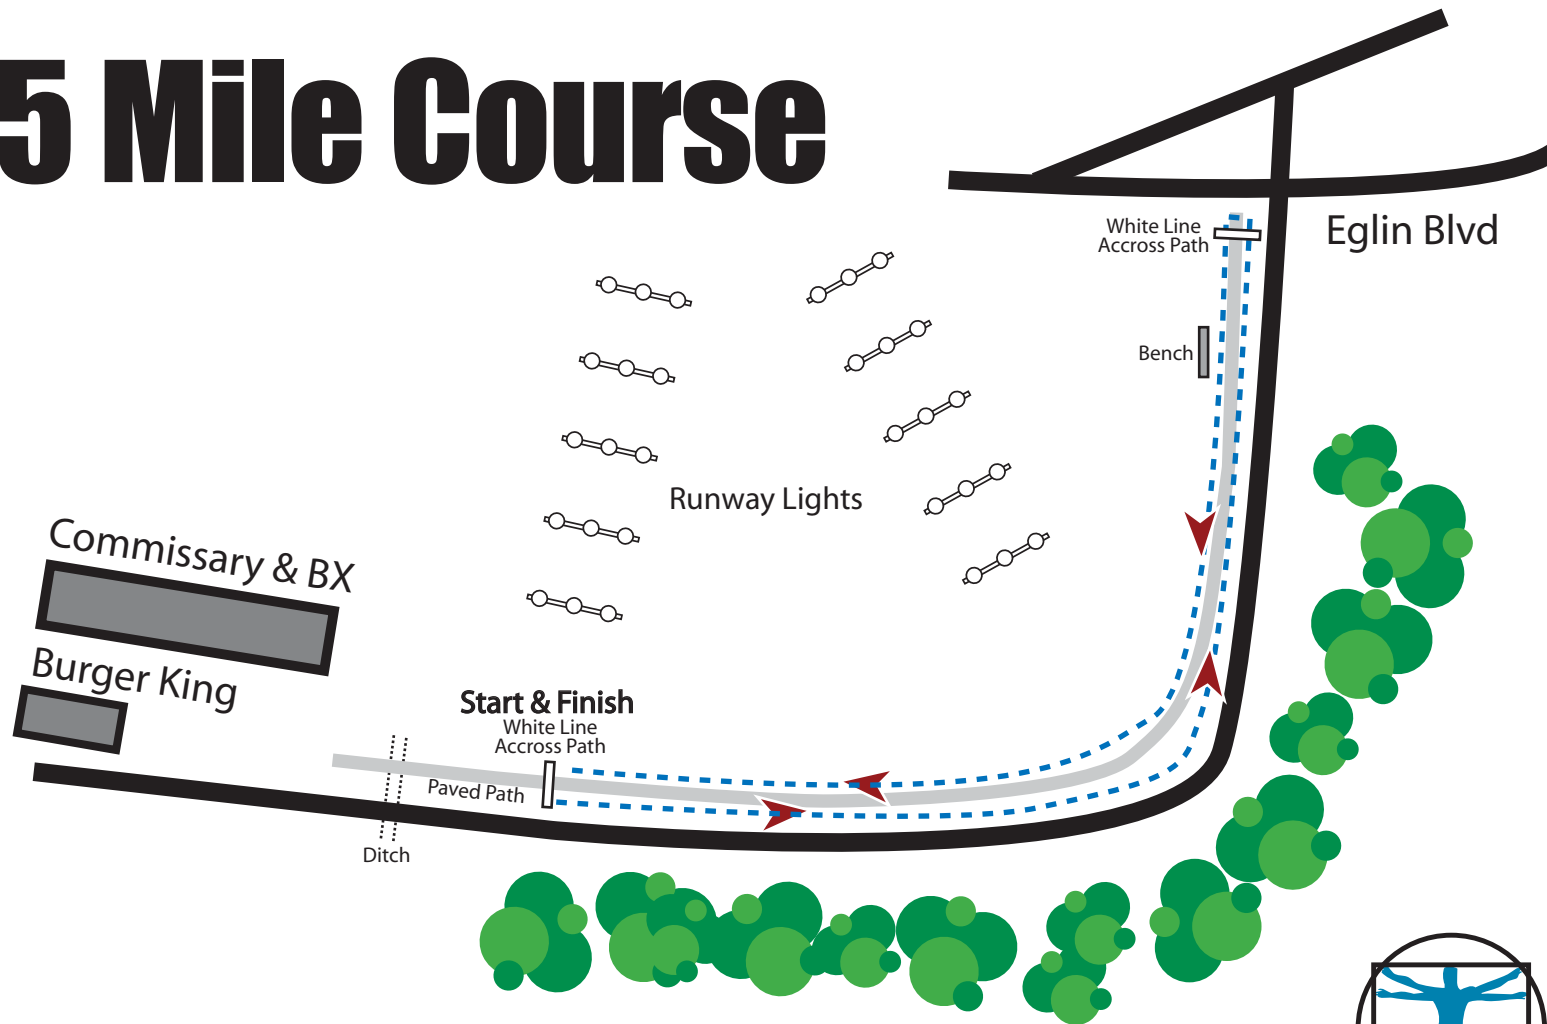 5 Mile Course
White Line
Accross Path
Eglin Blvd
Bench
Runway Lights
Commissary & BX
Burger King
Start & Finish
White Line
Accross Path
Paved Path
Ditch